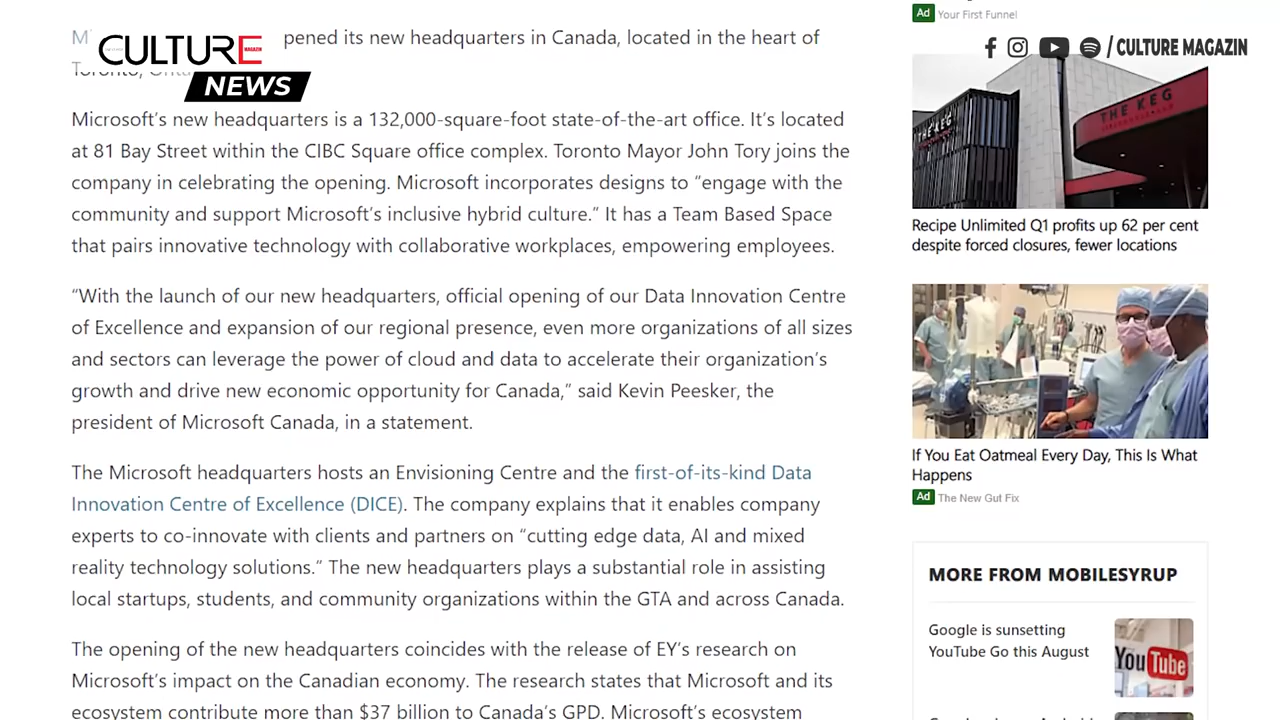 CULTURE
MAGAZIN
NEWS
pened its new headquarters in Canada, located in the heart of
Toronto,
Microsoft's new headquarters is a 132,000-square-foot state-of-the-art office. It's located
at 81 Bay Street within the CIBC Square office complex. Toronto Mayor John Tory joins the
company in celebrating the opening. Microsoft incorporates designs to “engage with the
community and support Microsoft's inclusive hybrid culture.” It has a Team Based Space
that pairs innovative technology with collaborative workplaces, empowering employees.
“With the launch of our new headquarters, official opening of our Data Innovation Centre
of Excellence and expansion of our regional presence, even more organizations of all sizes
and sectors can leverage the power of cloud and data to accelerate their organization's
growth and drive new economic opportunity for Canada,” said Kevin Peesker, the
president of Microsoft Canada, in a statement.
The Microsoft headquarters hosts an Envisioning Centre and the first-of-its-kind Data
Innovation Centre of Excellence (DICE). The company explains that it enables company
experts to co-innovate with clients and partners on “cutting edge data, AI and mixed
reality technology solutions.” The new headquarters plays a substantial role in assisting
local startups, students, and community organizations within the GTA and across Canada.
The opening of the new headquarters coincides with the release of EY's research on
Microsoft's impact on the Canadian economy. The research states that Microsoft and its
ecosystem contribute more than $37 billion to Canada's GPD. Microsoft's ecosystem
Ad Your First Funnel
/ CULTURE MAGAZIN
THE KEG
THE KEG
Recipe Unlimited Q1 profits up 62 per cent
despite forced closures, fewer locations
If You Eat Oatmeal Every Day, This Is What
Happens
Ad The New Gut Fix
MORE FROM MOBILESYRUP
Google is sunsetting
YouTube Go this August
YouTube